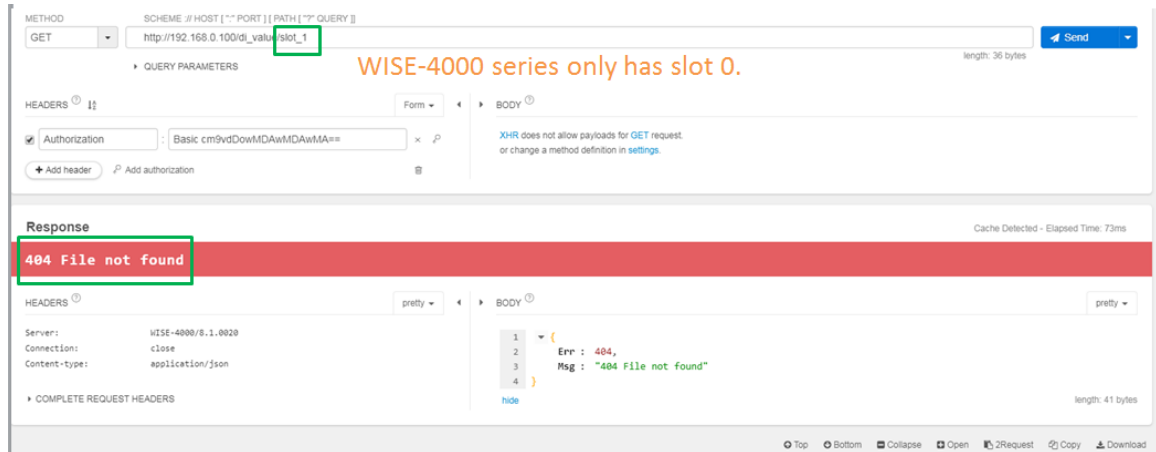 METHOD SCHEME :// HOST [ ":" PORT ] [ PATH [ "?" QUERY ]]
GET http://192.168.0.100/di_value/slot_1 Send
length: 36 bytes
QUERY PARAMETERS
WISE-4000 series only has slot 0.
HEADERS Form BODY
Authorization : Basic cm9vdDowMDAwMDAwMA==
XHR does not allow payloads for GET request.
or change a method definition in settings.
+ Add header Add authorization
Response
Cache Detected - Elapsed Time: 73ms
404 File not found
HEADERS pretty BODY pretty
Server: WISE-4000/8.1.0020
Connection: close
Content-type: application/json
1 {
2 Err : 404,
3 Msg : "404 File not found"
4 }
COMPLETE REQUEST HEADERS
hide
length: 41 bytes
Top Bottom Collapse Open 2Request Copy Download